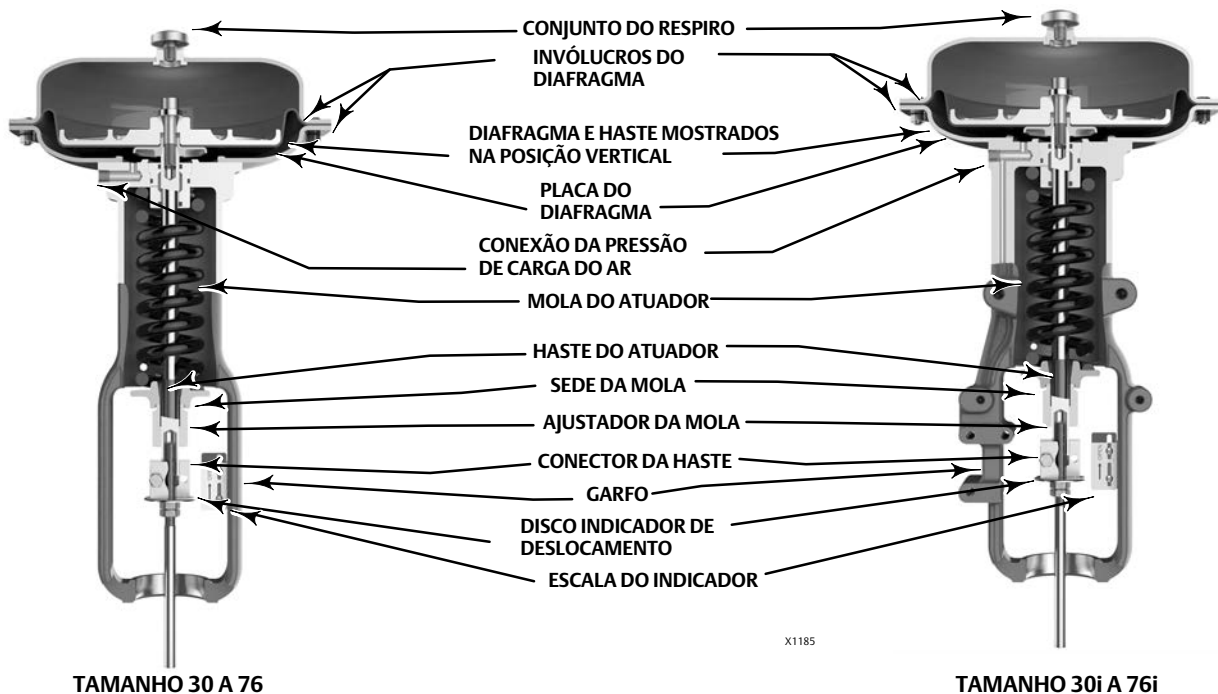 CONJUNTO DO RESPIRO
INVÓLUCROS DO
DIAFRAGMA
DIAFRAGMA E HASTE MOSTRADOS
NA POSIÇÃO VERTICAL
PLACA DO
DIAFRAGMA
CONEXÃO DA PRESSÃO
DE CARGA DO AR
MOLA DO ATUADOR
HASTE DO ATUADOR
SEDE DA MOLA
AJUSTADOR DA MOLA
CONECTOR DA HASTE
GARFO
DISCO INDICADOR DE
DESLOCAMENTO
ESCALA DO INDICADOR
X1185
TAMANHO 30 A 76
TAMANHO 30i A 76i